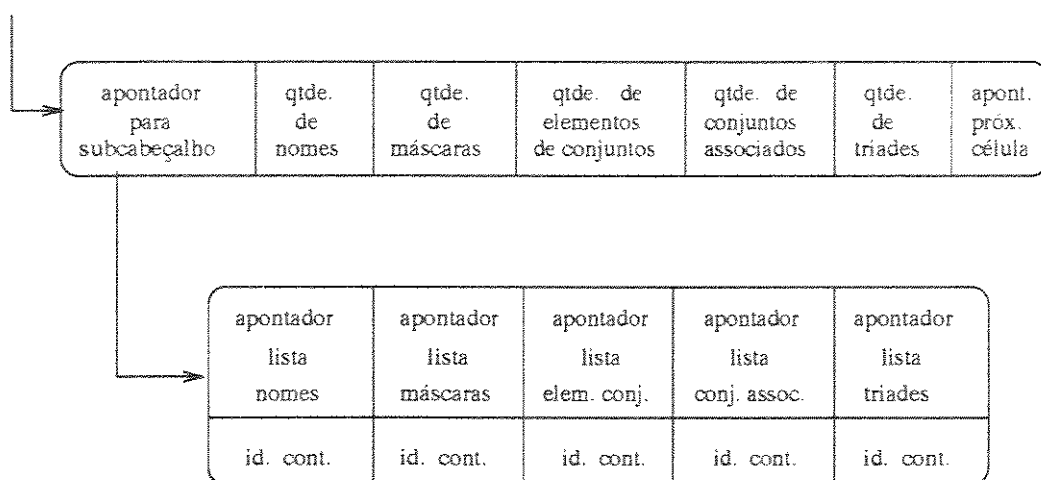 apontador
para
subcabeçalho
qtde.
de
nomes
qtde.
de
máscaras
qtde. de
elementos
de conjuntos
qtde. de
conjuntos
associados
qtde.
de
triades
apont.
próx.
célula
apontador
lista
nomes
apontador
lista
máscaras
apontador
lista
elem. conj.
apontador
lista
conj. assoc.
apontador
lista
triades
id. cont.
id. cont.
id. cont.
id. cont.
id. cont.